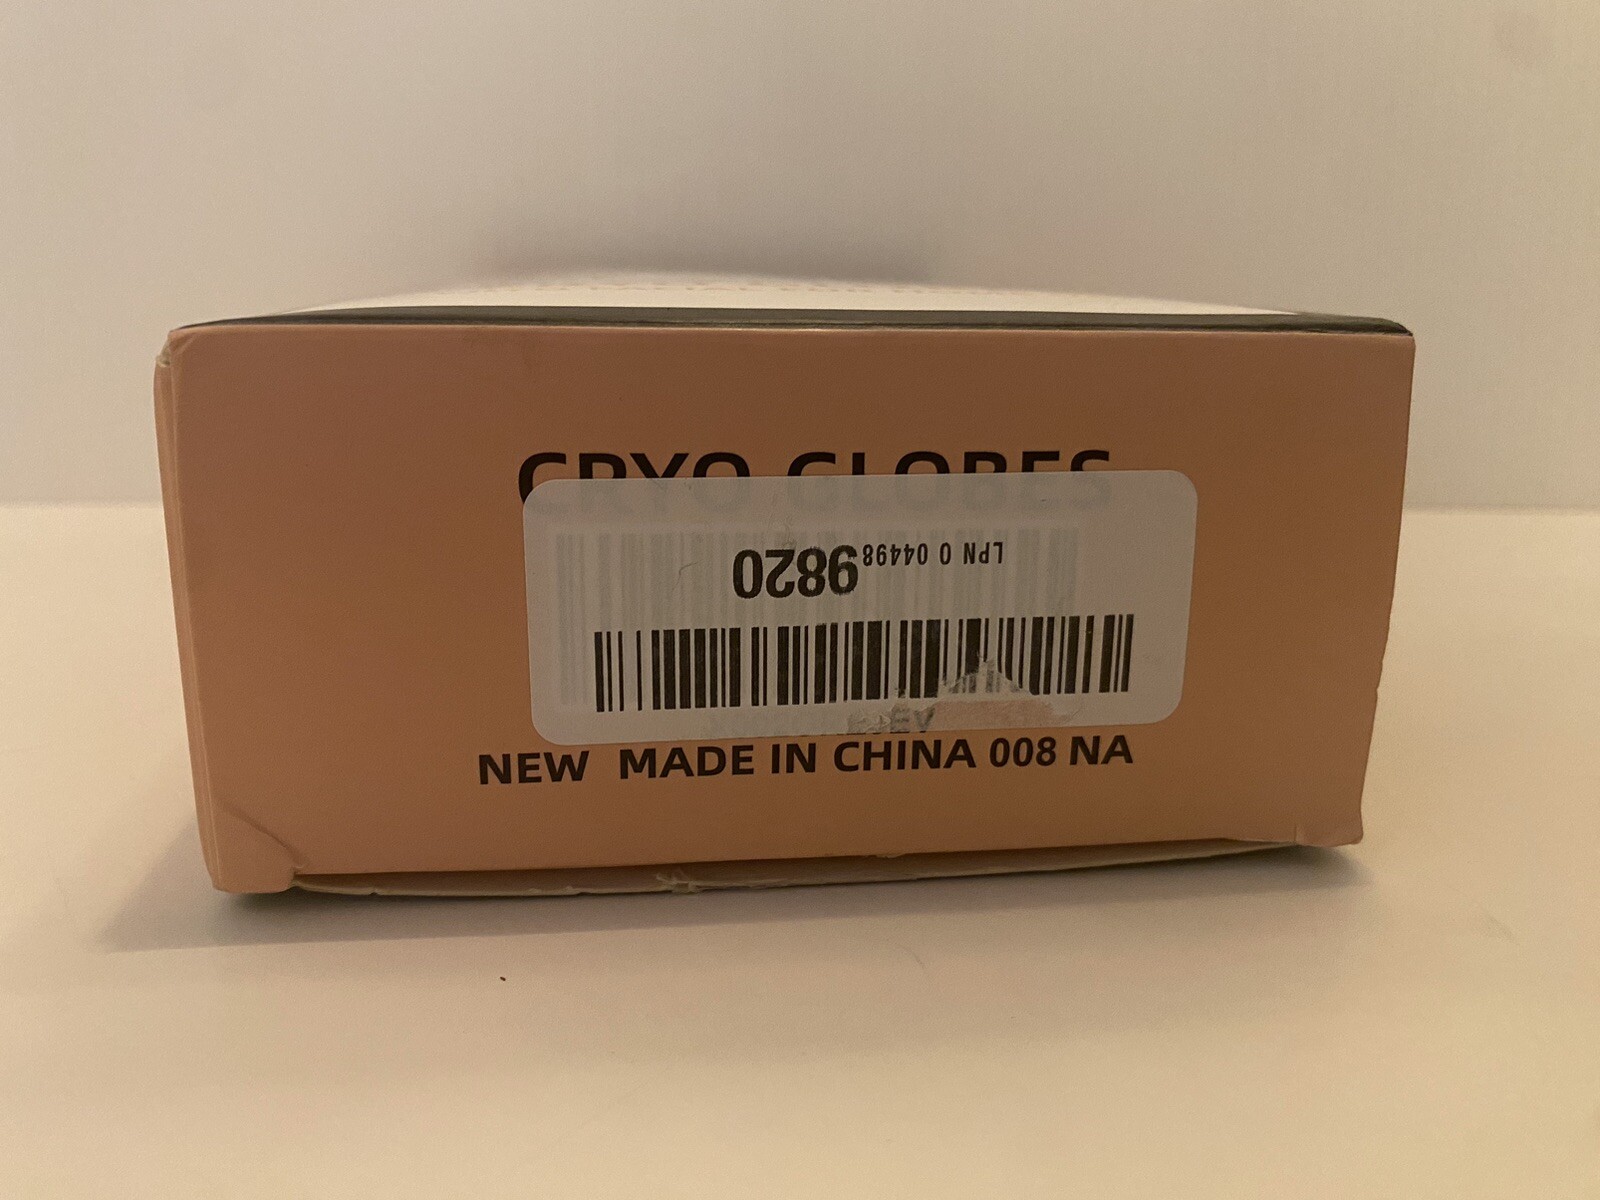 CRYO GLOBES
LPN 0 04498 9820
NEW MADE IN CHINA 008 NA